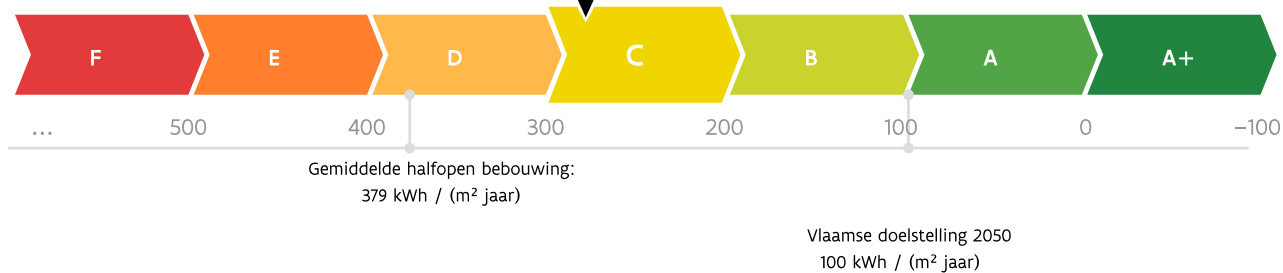 F E D C B A A+
... 500 400 300 200 100 0 −100
Gemiddelde halfopen bebouwing:
379 kWh / (m² jaar)
Vlaamse doelstelling 2050
100 kWh / (m² jaar)